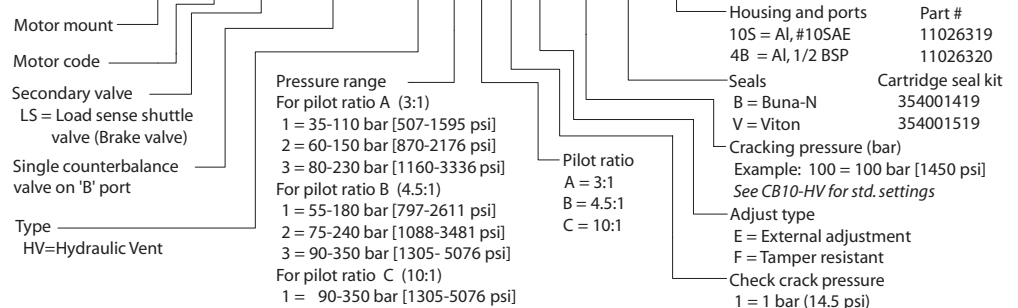 Motor mount
Motor code
Secondary valve
LS = Load sense shuttle
valve (Brake valve)
Single counterbalance
valve on 'B' port
Type
HV=Hydraulic Vent
Pressure range
For pilot ratio A (3:1)
1 = 35-110 bar [507-1595 psi]
2 = 60-150 bar [870-2176 psi]
3 = 80-230 bar [1160-3336 psi]
For pilot ratio B (4.5:1)
1 = 55-180 bar [797-2611 psi]
2 = 75-240 bar [1088-3481 psi]
3 = 90-350 bar [1305- 5076 psi]
For pilot ratio C (10:1)
1 = 90-350 bar [1305-5076 psi]
Pilot ratio
A = 3:1
B = 4.5:1
C = 10:1
Housing and ports Part #
10S = Al, #10SAE 11026319
4B = Al, 1/2 BSP 11026320
Seals Cartridge seal kit
B = Buna-N 354001419
V = Viton 354001519
Cracking pressure (bar)
Example: 100 = 100 bar [1450 psi]
See CB10-HV for std. settings
Adjust type
E = External adjustment
F = Tamper resistant
Check crack pressure
1 = 1 bar (14.5 psi)